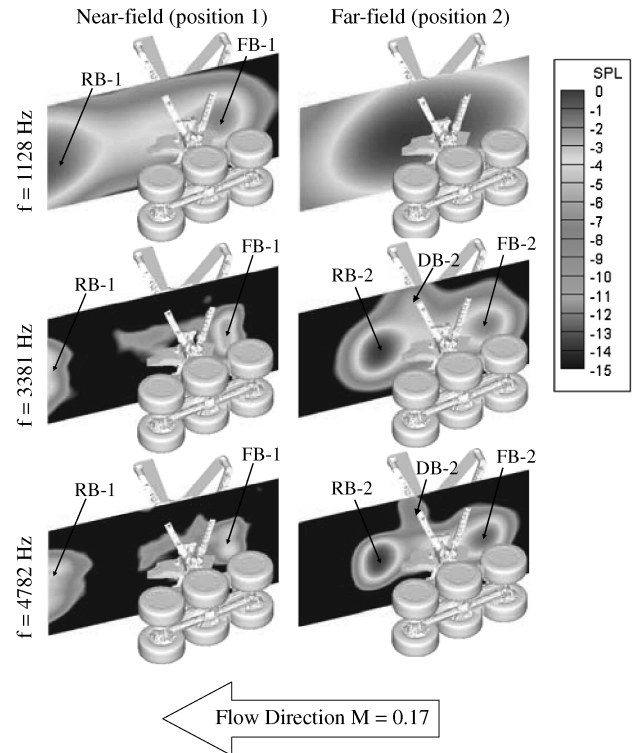 Near-field (position 1)
Far-field (position 2)
RB-1
FB-1
f = 1128 Hz
RB-1
FB-1
RB-2
DB-2
FB-2
f = 3381 Hz
RB-1
FB-1
RB-2
DB-2
FB-2
f = 4782 Hz
SPL
0
-1
-2
-3
-4
-5
-6
-7
-8
-9
-10
-11
-12
-13
-14
-15
Flow Direction M = 0.17